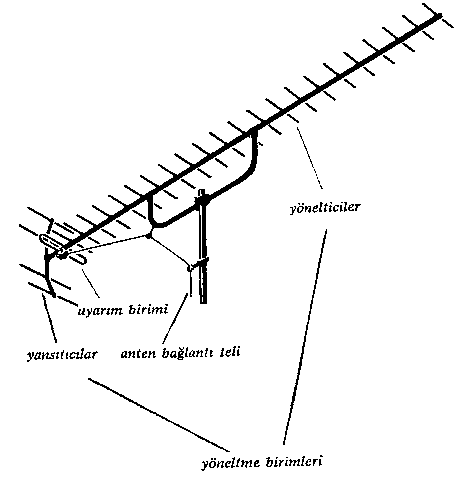 yönelticiler
uyarım birimi
yansıtıcılar
anten bağlantı teli
yöneltme birimleri